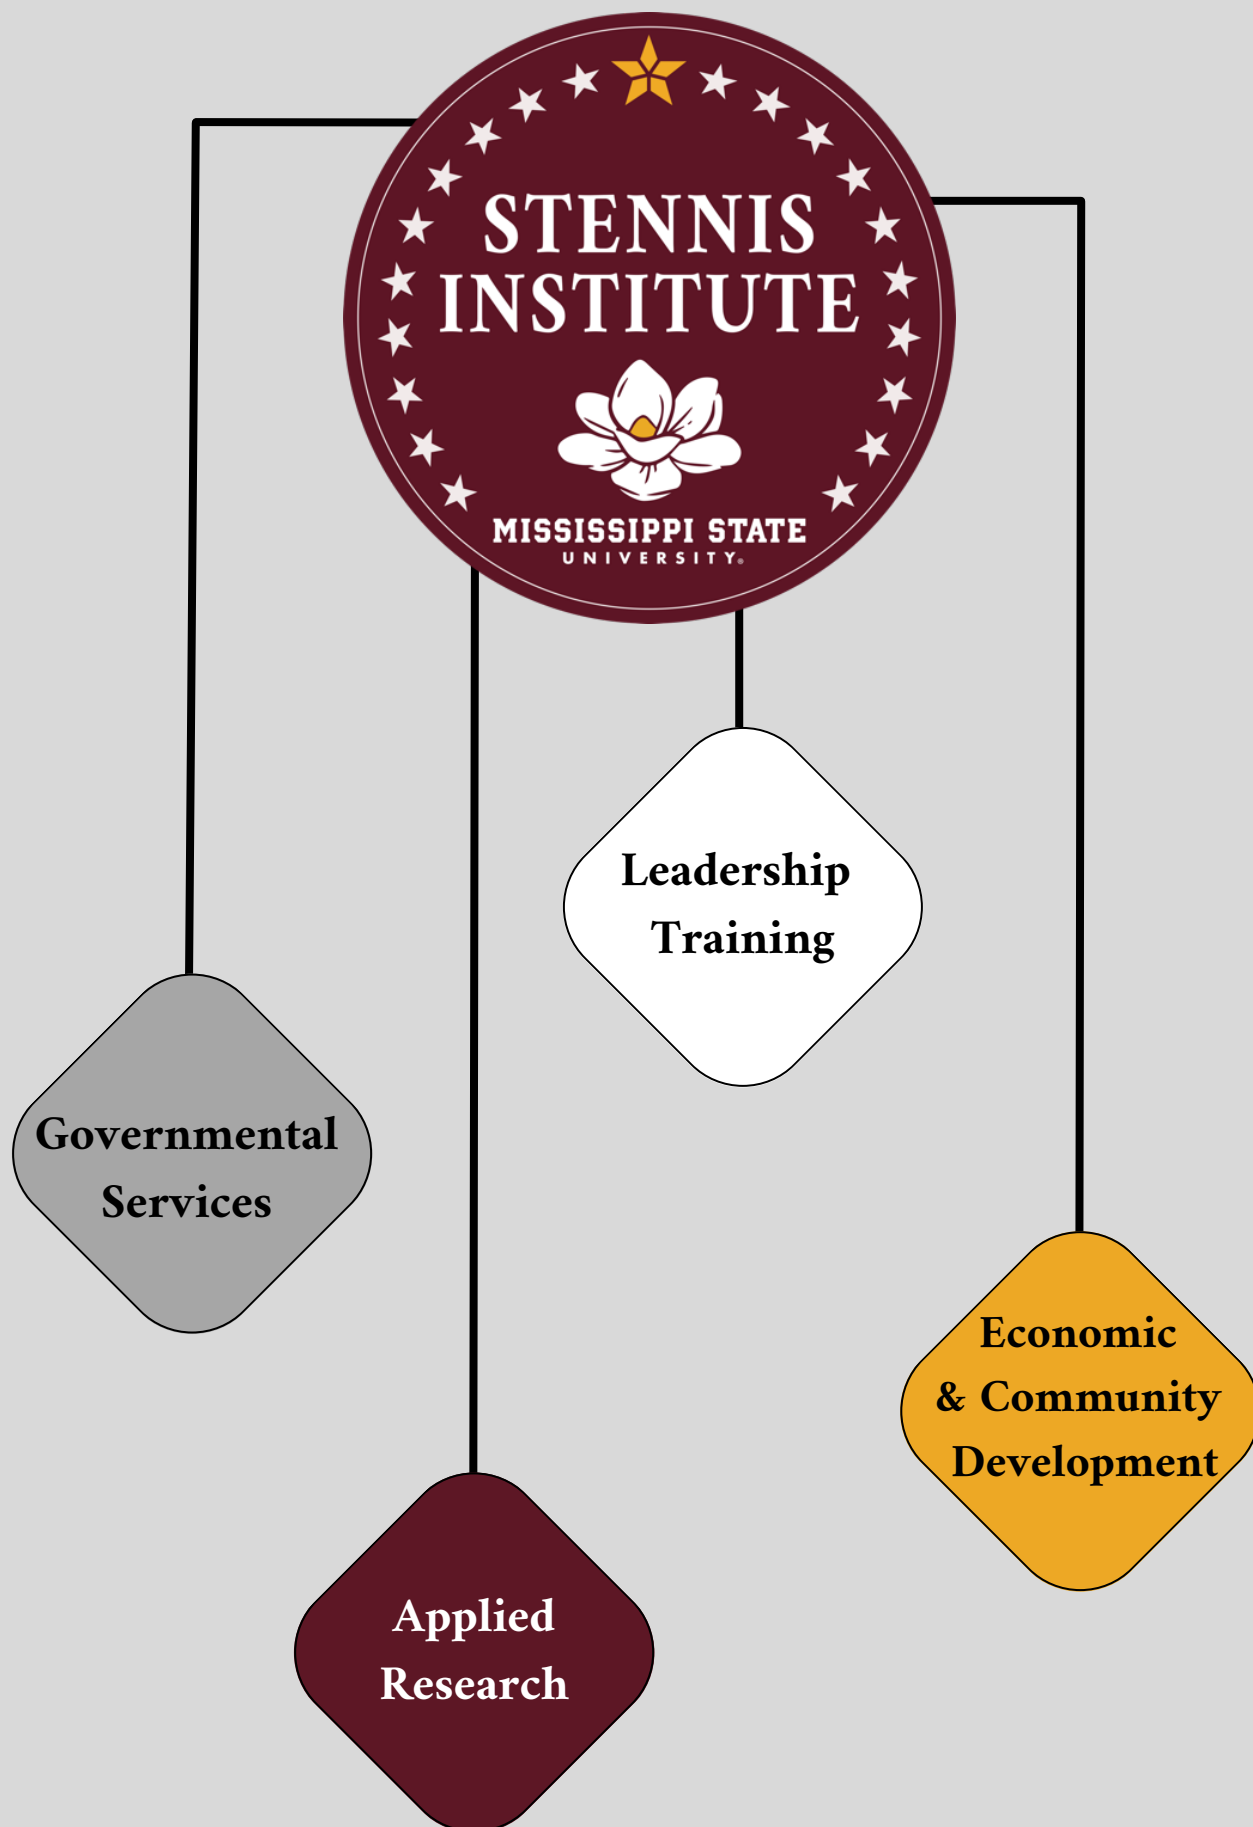 STENNIS
INSTITUTE
MISSISSIPPI STATE
UNIVERSITY®
Leadership
Training
Governmental
Services
Economic
& Community
Development
Applied
Research